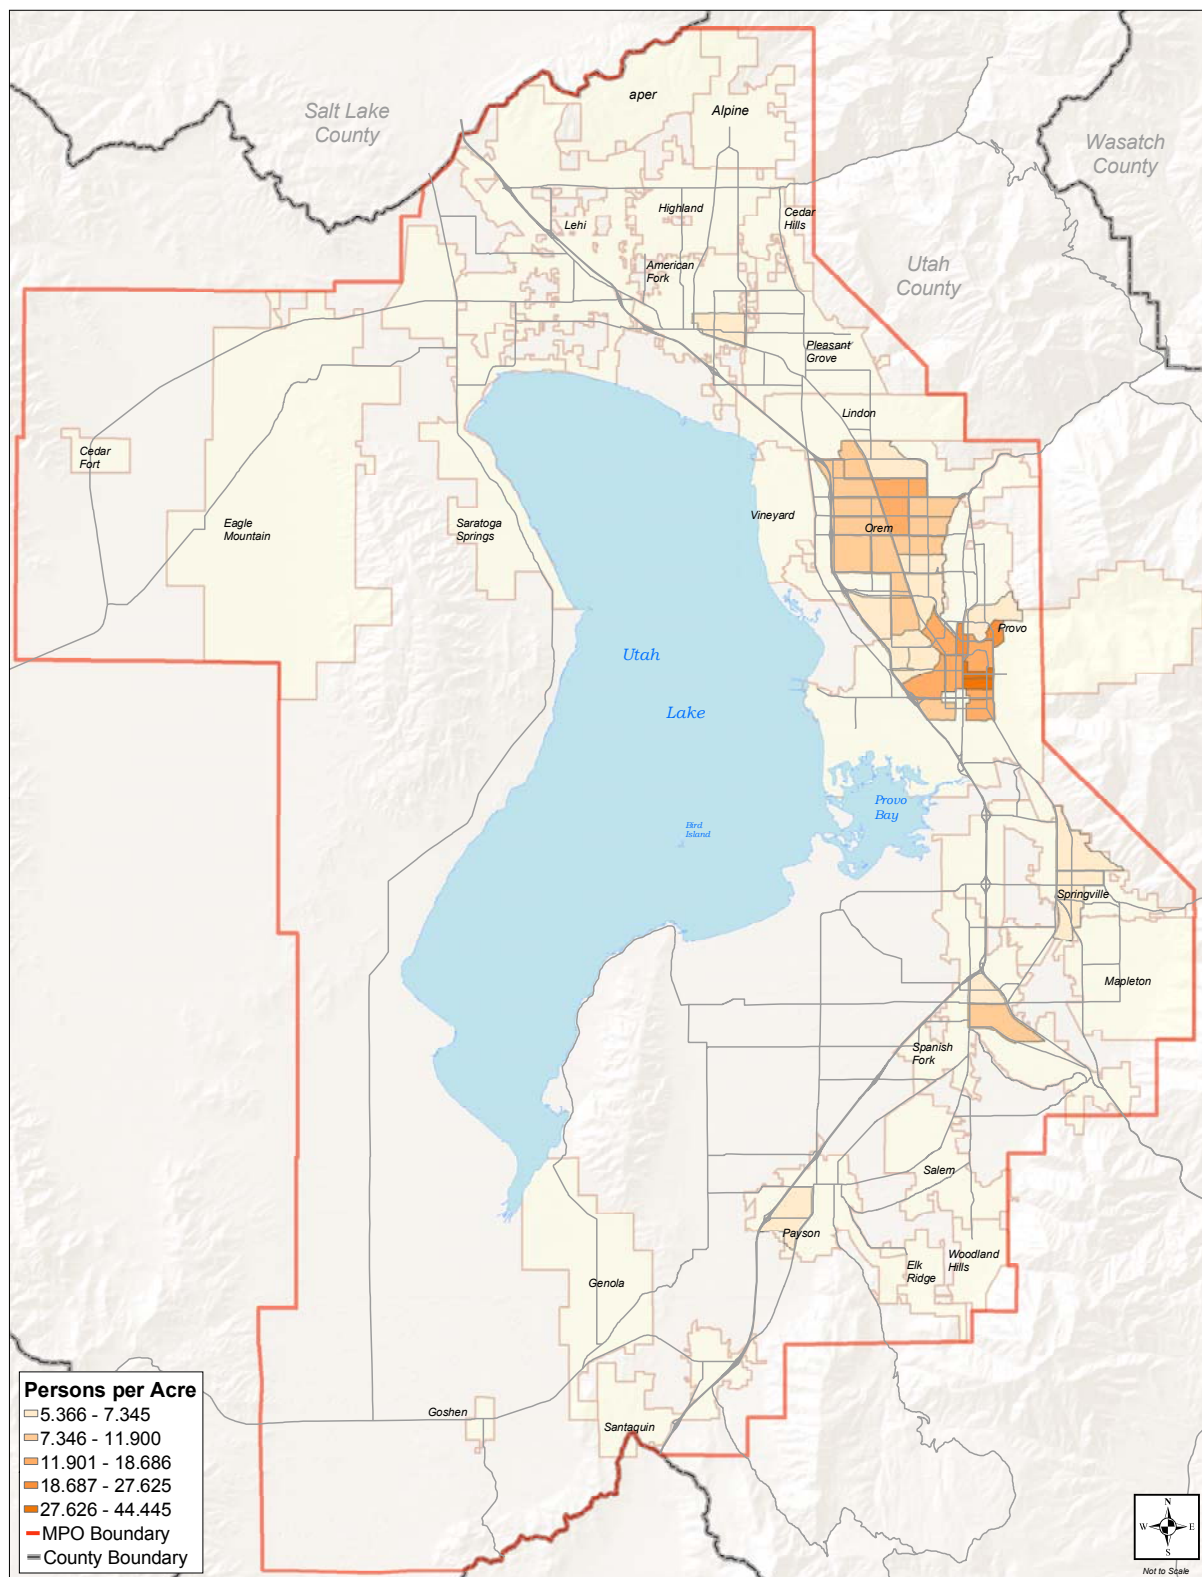 Salt Lake
County
aper
Alpine
Wasatch
County
Highland
Cedar
Hills
Lehi
American
Fork
Utah
County
Pleasant
Grove
Lindon
Cedar
Fort
Eagle
Mountain
Saratoga
Springs
Vineyard
Orem
Provo
Utah
Lake
Provo
Bay
Bird
Island
Springville
Mapleton
Spanish
Fork
Salem
Payson
Woodland
Hills
Elk
Ridge
Genola
Goshen
Santaquin
Persons per Acre
5.366 - 7.345
7.346 - 11.900
11.901 - 18.686
18.687 - 27.625
27.626 - 44.445
MPO Boundary
County Boundary
N
W E
S
Not to Scale